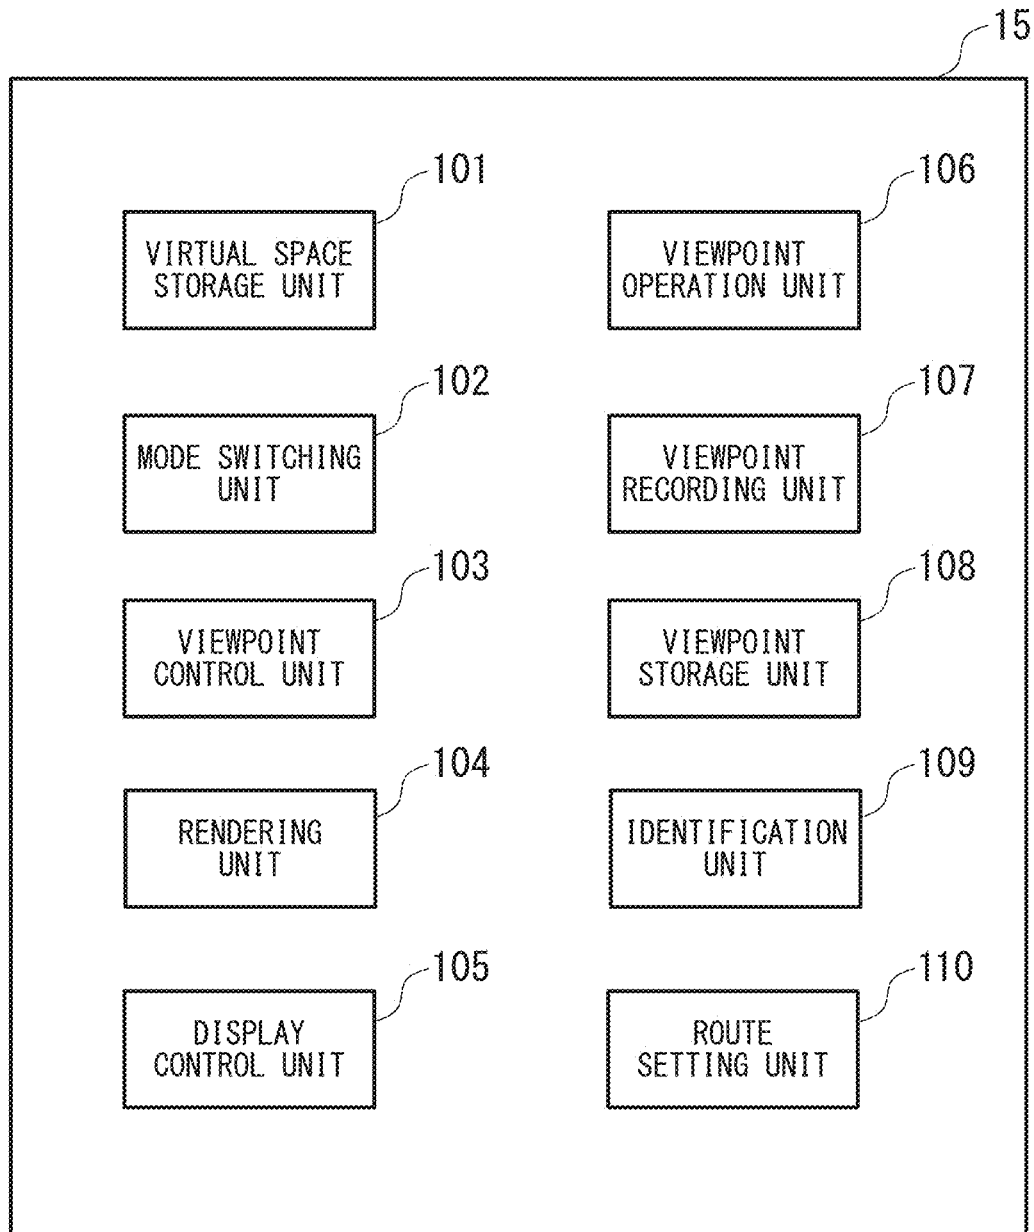 15
101
VIRTUAL SPACE
STORAGE UNIT
102
MODE SWITCHING
UNIT
103
VIEWPOINT
CONTROL UNIT
104
RENDERING
UNIT
105
DISPLAY
CONTROL UNIT
106
VIEWPOINT
OPERATION UNIT
107
VIEWPOINT
RECORDING UNIT
108
VIEWPOINT
STORAGE UNIT
109
IDENTIFICATION
UNIT
110
ROUTE
SETTING UNIT